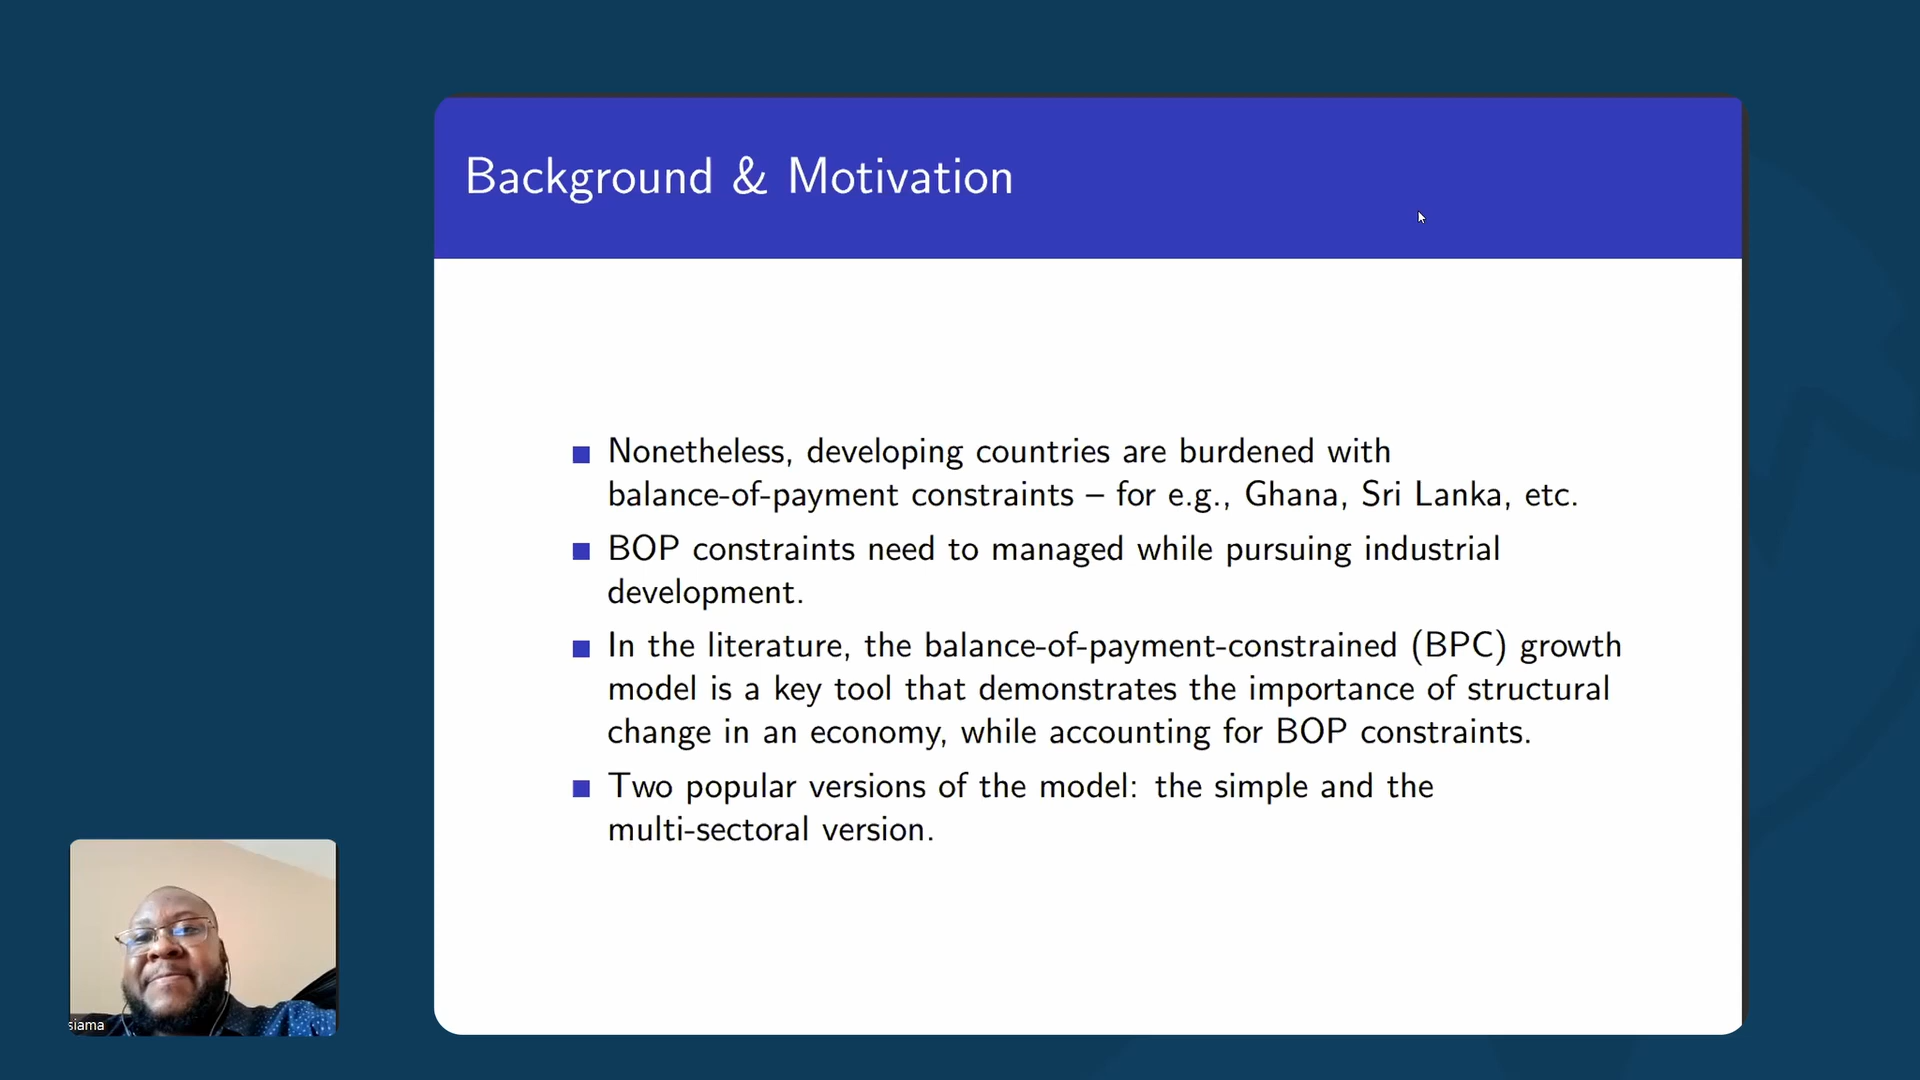 Background & Motivation
Nonetheless, developing countries are burdened with
balance-of-payment constraints – for e.g., Ghana, Sri Lanka, etc.
BOP constraints need to managed while pursuing industrial
development.
In the literature, the balance-of-payment-constrained (BPC) growth
model is a key tool that demonstrates the importance of structural
change in an economy, while accounting for BOP constraints.
Two popular versions of the model: the simple and the
multi-sectoral version.
siama